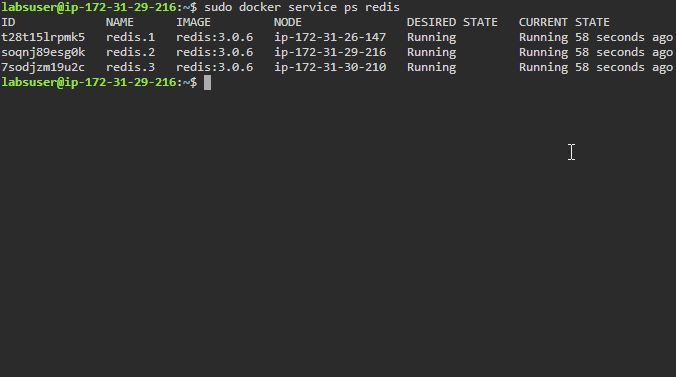 labsuser@ip-172-31-29-216:~$ sudo docker service ps redis
ID            NAME     IMAGE        NODE               DESIRED STATE   CURRENT STATE
t28t15lrpmk5   redis.1   redis:3.0.6   ip-172-31-26-147   Running         Running 58 seconds ago
soqnj89esg0k   redis.2   redis:3.0.6   ip-172-31-29-216   Running         Running 58 seconds ago
7sodjzm19u2c   redis.3   redis:3.0.6   ip-172-31-30-210   Running         Running 58 seconds ago
labsuser@ip-172-31-29-216:~$